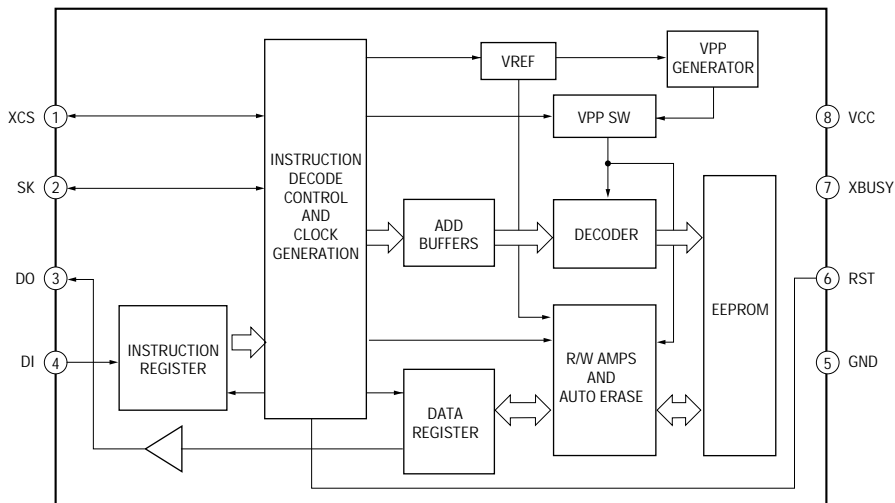 VREF
VPP
GENERATOR
XCS
1
VPP SW
8
VCC
INSTRUCTION
DECODE
CONTROL
AND
CLOCK
GENERATION
SK
2
7
XBUSY
ADD
BUFFERS
DECODER
DO
3
6
RST
EEPROM
DI
4
INSTRUCTION
REGISTER
R/W AMPS
AND
AUTO ERASE
5
GND
DATA
REGISTER